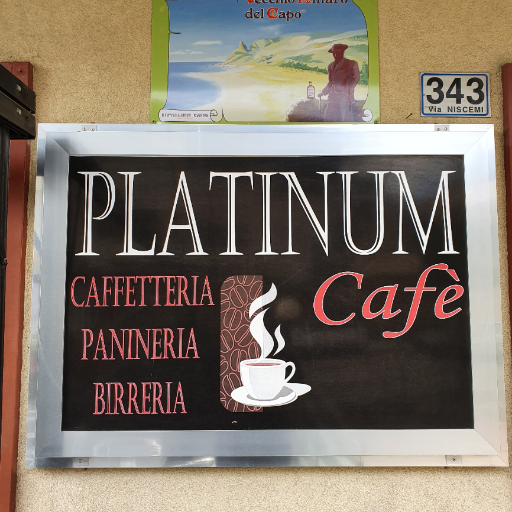 Vecchio Amaro
del Capo
343
Via NISCEMI
PLATINUM
Cafè
CAFFETTERIA
PANINERIA
BIRRERIA